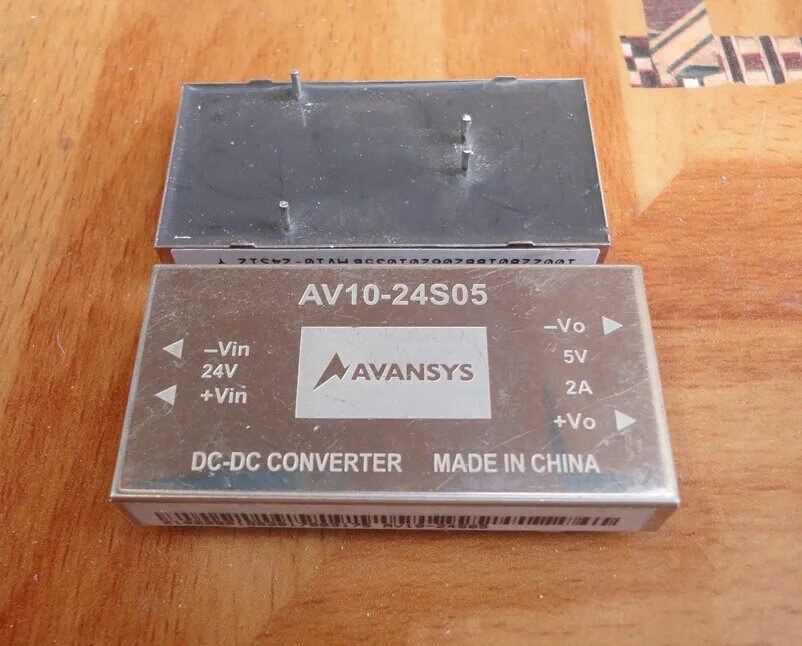 AV10-24S05
–Vin
24V
+Vin
AVANSYS
–Vo
5V
2A
+Vo
DC-DC CONVERTER MADE IN CHINA